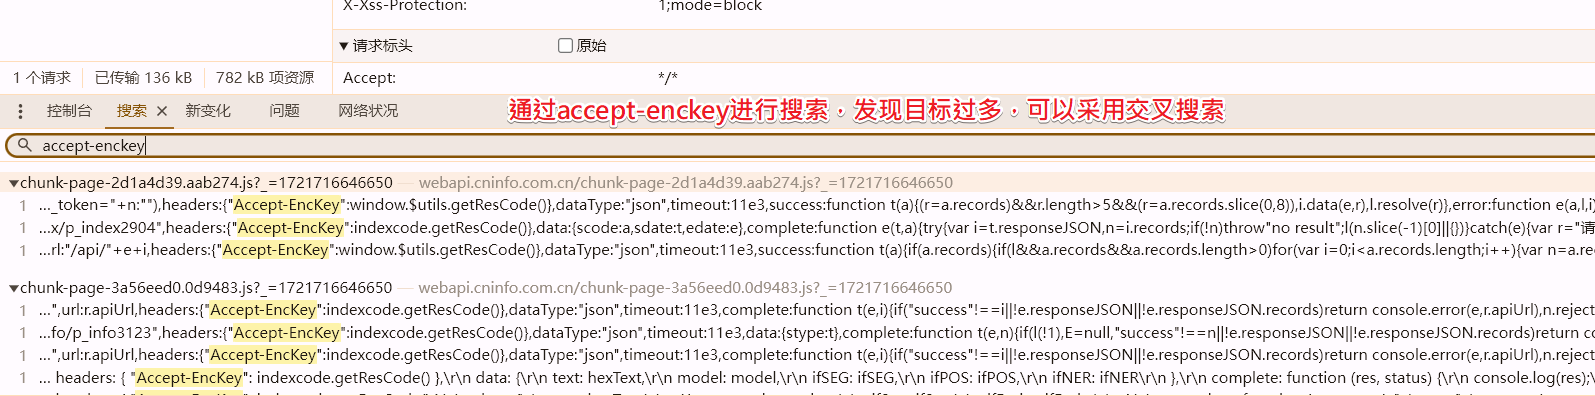 X-Xss-Protection: 1;mode=block
▼请求标头 原始
1 个请求 已传输 136 kB 782 kB 项资源
Accept: */*
控制台 搜索 × 新变化 问题 网络状况
通过accept-enckey进行搜索，发现目标过多，可以采用交叉搜索
accept-enckey
▼chunk-page-2d1a4d39.aab274.js?_=1721716646650 — webapi.cninfo.com.cn/chunk-page-2d1a4d39.aab274.js?_=1721716646650
1 ..._token="+n:""),headers:{"Accept-EncKey":window.$utils.getResCode()},dataType:"json",timeout:11e3,success:function t(a){(r=a.records)&&r.length>5&&(r=a.records.slice(0,8)),i.data(e,r),l.resolve(r)},error:function e(a,l,i)
1 ...x/p_index2904",headers:{"Accept-EncKey":indexcode.getResCode()},data:{scode:a,sdate:t,edate:e},complete:function e(t,a){try{var i=t.responseJSON,n=i.records;if(!n)throw"no result";l(n.slice(-1)[0]||{})}catch(e){var r="请
1 ...rl:"/api/"+e+i,headers:{"Accept-EncKey":window.$utils.getResCode()},dataType:"json",timeout:11e3,success:function t(a){if(a.records){if(l&&a.records&&a.records.length>0)for(var i=0;i<a.records.length;i++){var n=a.rec
▼chunk-page-3a56eed0.0d9483.js?_=1721716646650 — webapi.cninfo.com.cn/chunk-page-3a56eed0.0d9483.js?_=1721716646650
1 ...",url:r.apiUrl,headers:{"Accept-EncKey":indexcode.getResCode()},dataType:"json",timeout:11e3,complete:function t(e,i){if("success"!==i||!e.responseJSON||!e.responseJSON.records)return console.error(e,r.apiUrl),n.reject
1 ...fo/p_info3123",headers:{"Accept-EncKey":indexcode.getResCode()},dataType:"json",timeout:11e3,data:{stype:t},complete:function t(e,n){if(l(!1),E=null,"success"!==n||!e.responseJSON||!e.responseJSON.records)return co
1 ...",url:r.apiUrl,headers:{"Accept-EncKey":indexcode.getResCode()},dataType:"json",timeout:11e3,complete:function t(e,i){if("success"!==i||!e.responseJSON||!e.responseJSON.records)return console.error(e,r.apiUrl),n.reject
1 ... headers: { "Accept-EncKey": indexcode.getResCode() },\r\n data: {\r\n text: hexText,\r\n model: model,\r\n ifSEG: ifSEG,\r\n ifPOS: ifPOS,\r\n ifNER: ifNER\r\n },\r\n complete: function (res, status) {\r\n console.log(res);\